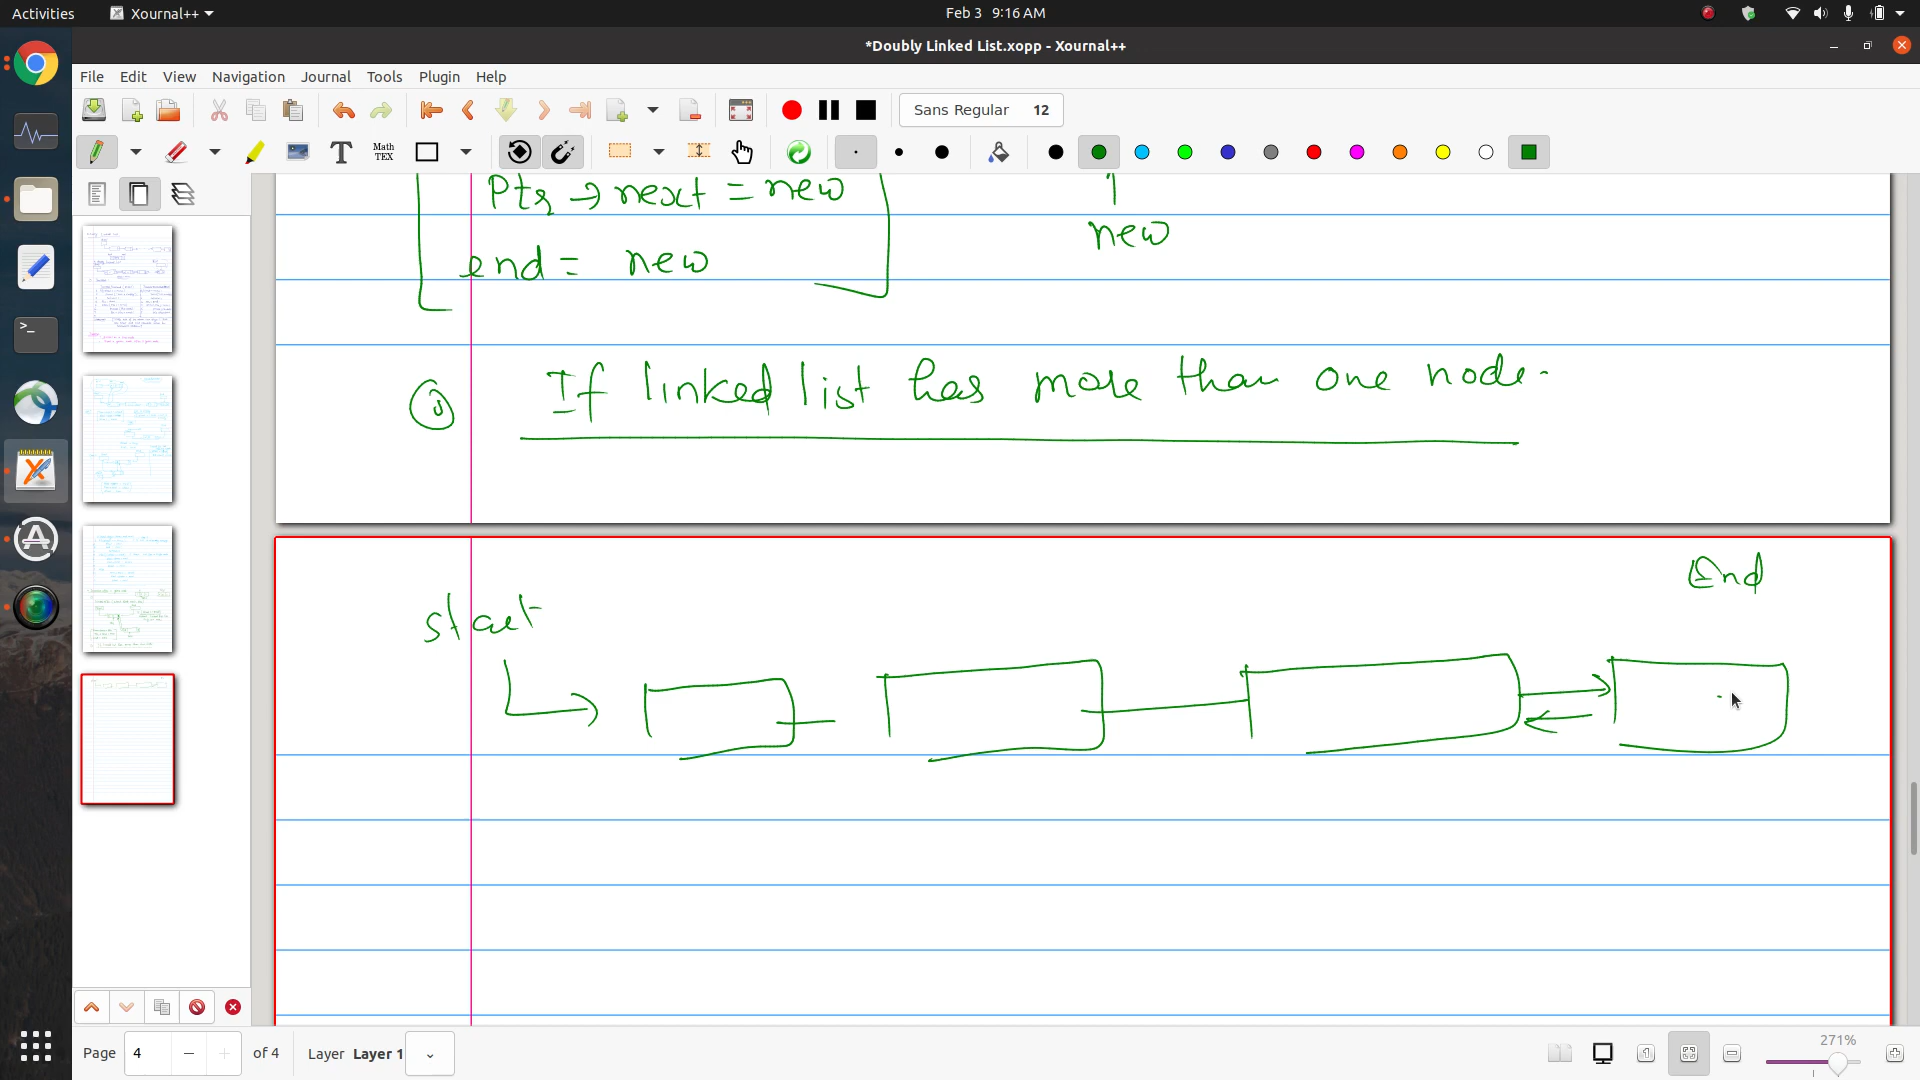 Activities Xournal++ Feb 3 9:16 AM
*Doubly Linked List.xopp - Xournal++
File Edit View Navigation Journal Tools Plugin Help
Sans Regular 12
Math
TEX
Ptr → next = new
new
end = new
If linked list has more than one node.
End
start
Page 4 of 4 Layer Layer 1 271%